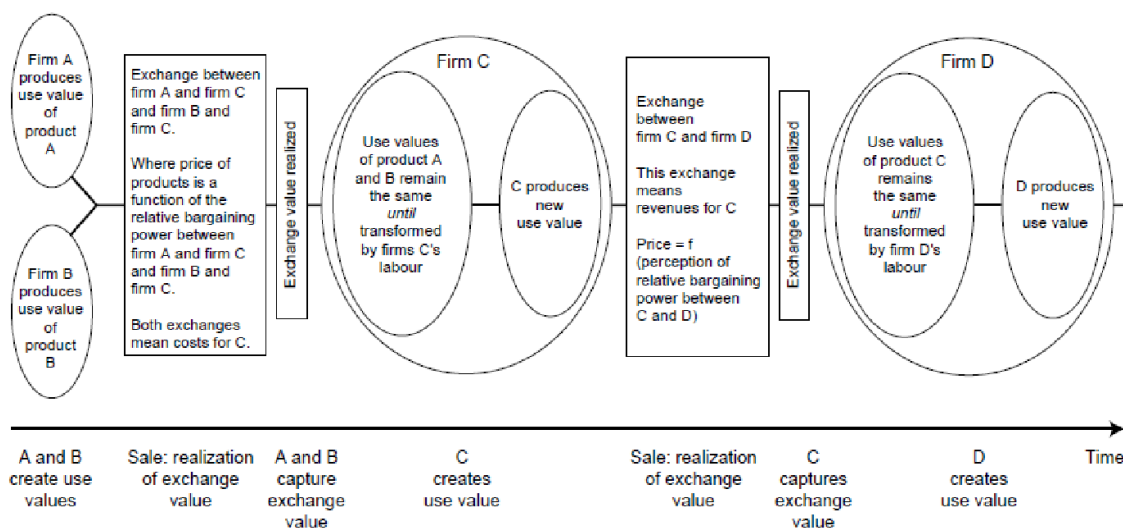 Firm A
produces
use value
of
product
A
Firm B
produces
use value
of
product
B
Exchange between
firm A and firm C
and firm B and
firm C.
Where price of
products is a
function of the
relative bargaining
power between
firm A and firm C
and firm B and
firm C.
Both exchanges
mean costs for C.
Exchange value realized
Firm C
Use values
of product A
and B remain
the same
until
transformed
by firms C's
labour
C produces
new
use value
Exchange
between
firm C and firm D
This exchange
means
revenues for C
Price = f
(perception of
relative bargaining
power between
C and D)
Exchange value realized
Firm D
Use values
of product C
remains
the same
until
transformed
by firm D's
labour
D produces
new
use value
A and B
create use
values
Sale: realization
of exchange
value
A and B
capture
exchange
value
C
creates
use value
Sale: realization
of exchange
value
C
captures
exchange
value
D
creates
use value
Time